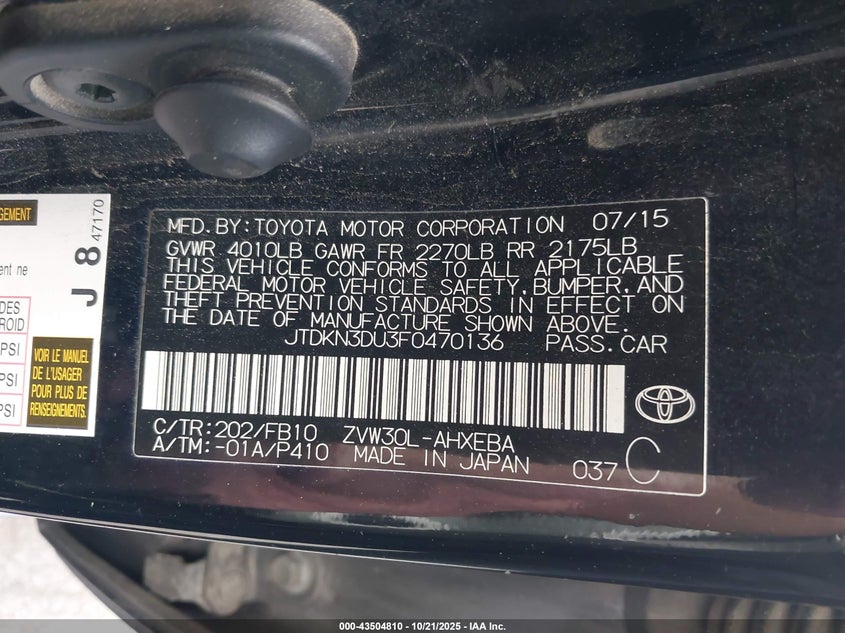 MFD.BY:TOYOTA MOTOR CORPORATION 07/15
GVWR 4010LB GAWR FR 2270LB RR 2175LB
THIS VEHICLE CONFORMS TO ALL APPLICABLE
FEDERAL MOTOR VEHICLE SAFETY,BUMPER,AND
THEFT PREVENTION STANDARDS IN EFFECT ON
THE DATE OF MANUFACTURE SHOWN ABOVE.
JTDKN3DU3F0470136 PASS.CAR
C/TR:202/FB10 ZVW30L-AHXEBA
A/TM:-01A/P410 MADE IN JAPAN 037 C
J 8 47170
PSI
PSI
PSI
VOIR LE MANUEL
DE L'USAGER
POUR PLUS DE
RENSEIGNEMENTS.
000-43504810 - 10/21/2025 - IAA Inc.